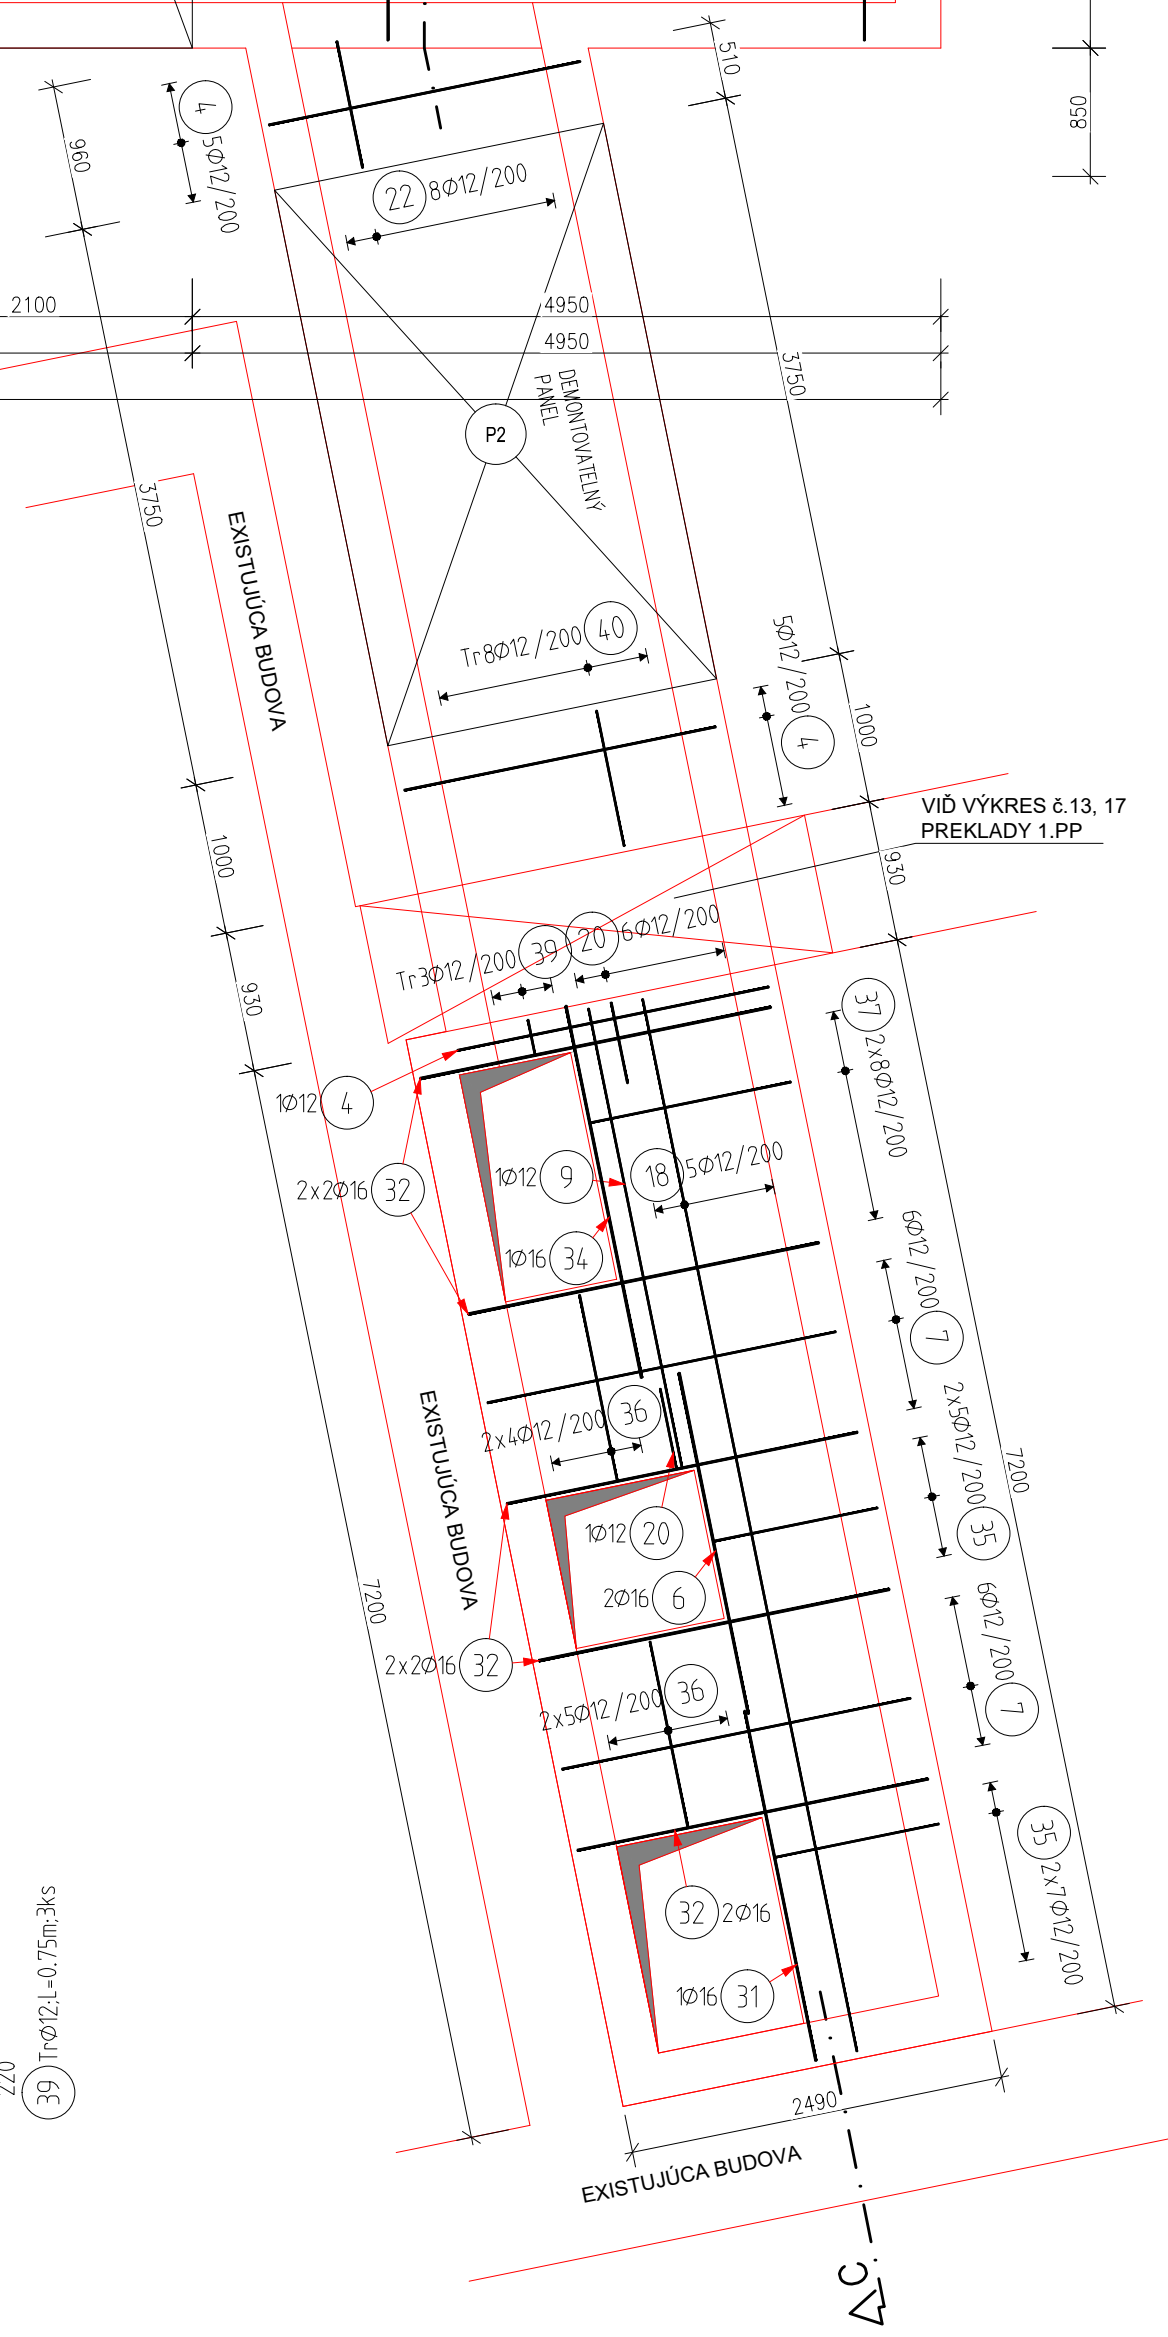 510
850
960
4
5Ø12/200
22 8Ø12/200
2100
4950
4950
3750
DEMONTOVATEĽNÝ
PANEL
P2
3750
EXISTUJÚCA BUDOVA
Tr8Ø12/200 40
5Ø12/200 4
1000
VIĎ VÝKRES č.13, 17
PREKLADY 1.PP
1000
930
Tr3Ø12/200 39
20 6Ø12/200
930
37 2x8Ø12/200
1Ø12 4
2x2Ø16 32
1Ø12 9
18 5Ø12/200
1Ø16 34
6Ø12/200 7
2x4Ø12/200 36
2x5Ø12/200 35
EXISTUJÚCA BUDOVA
7200
1Ø12 20
2Ø16 6
6Ø12/200 7
7200
2x2Ø16 32
2x5Ø12/200 36
35 2x7Ø12/200
32 2Ø16
1Ø16 31
39 TrØ12;L=0.75m;3ks
220
2490
EXISTUJÚCA BUDOVA
C